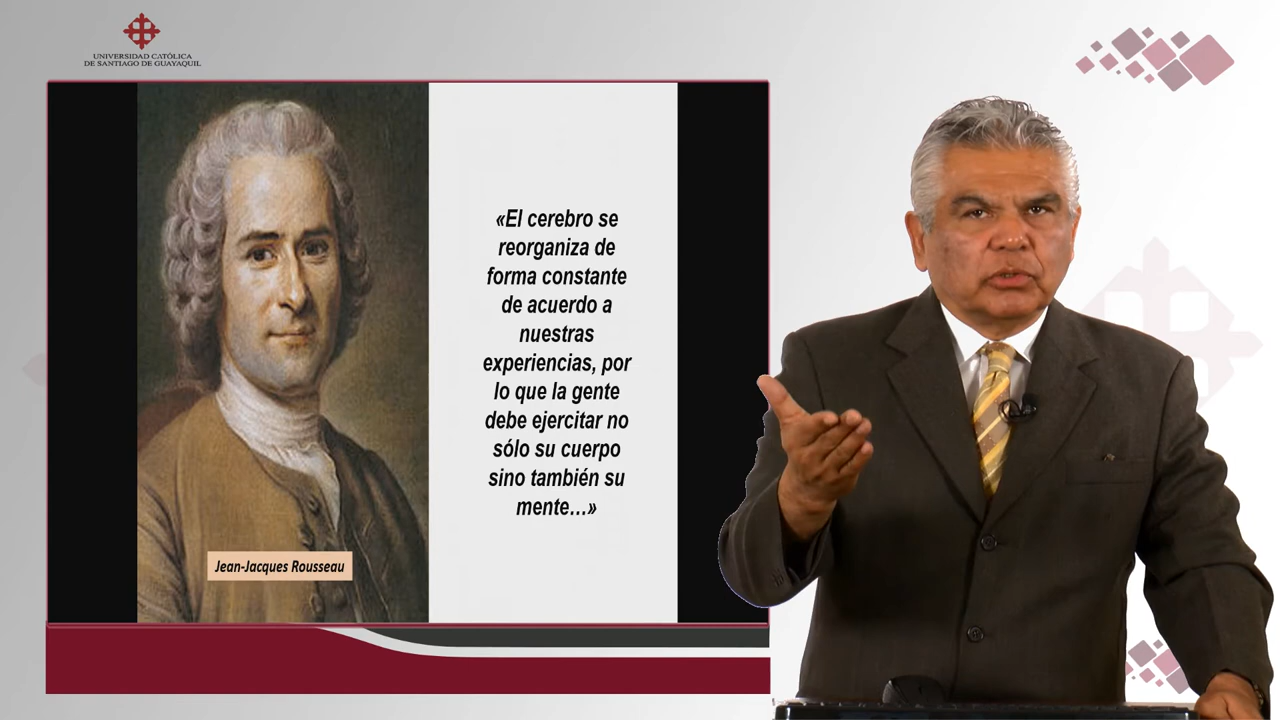 UNIVERSIDAD CATÓLICA
DE SANTIAGO DE GUAYAQUIL
«El cerebro se
reorganiza de
forma constante
de acuerdo a
nuestras
experiencias, por
lo que la gente
debe ejercitar no
sólo su cuerpo
sino también su
mente...»
Jean-Jacques Rousseau